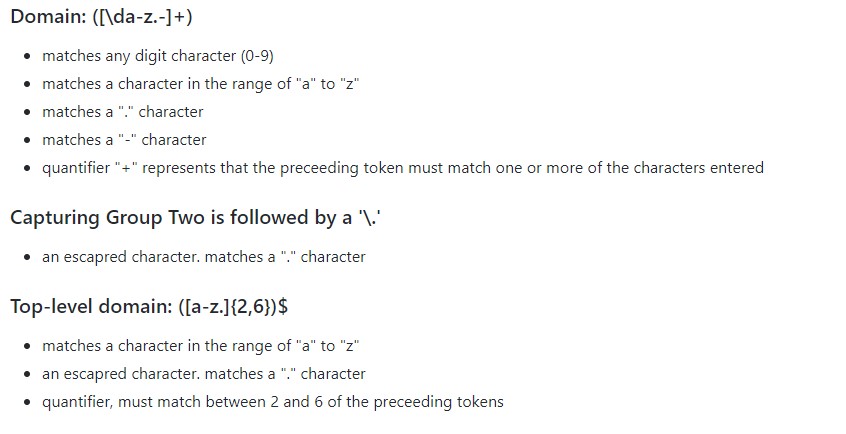 Domain: ([\da-z.-]+)
matches any digit character (0-9)
matches a character in the range of "a" to "z"
matches a "." character
matches a "-" character
quantifier "+" represents that the preceeding token must match one or more of the characters entered
Capturing Group Two is followed by a '\.'
an escapred character. matches a "." character
Top-level domain: ([a-z.]{2,6})$
matches a character in the range of "a" to "z"
an escapred character. matches a "." character
quantifier, must match between 2 and 6 of the preceeding tokens